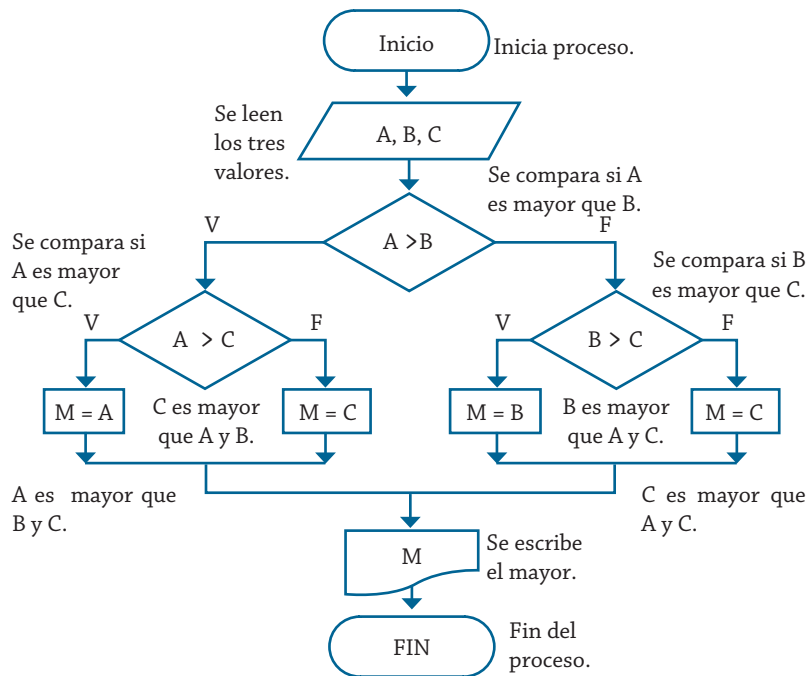 Inicio
Inicia proceso.
Se leen
los tres
valores.
A, B, C
Se compara si A
es mayor que B.
A >B
V
F
Se compara si
A es mayor
que C.
Se compara si B
es mayor que C.
V
A > C
F
V
B > C
F
M = A
C es mayor
que A y B.
M = C
M = B
B es mayor
que A y C.
M = C
A es mayor que
B y C.
C es mayor que
A y C.
M
Se escribe
el mayor.
FIN
Fin del
proceso.